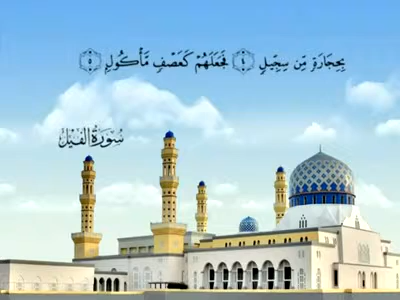 بِحِجَارَةٍ مِّن سِجِّيلٍ ﴿٤﴾ فَجَعَلَهُمْ كَعَصْفٍ مَّأْكُولٍ ﴿٥﴾
سُورَةُ الفِيل